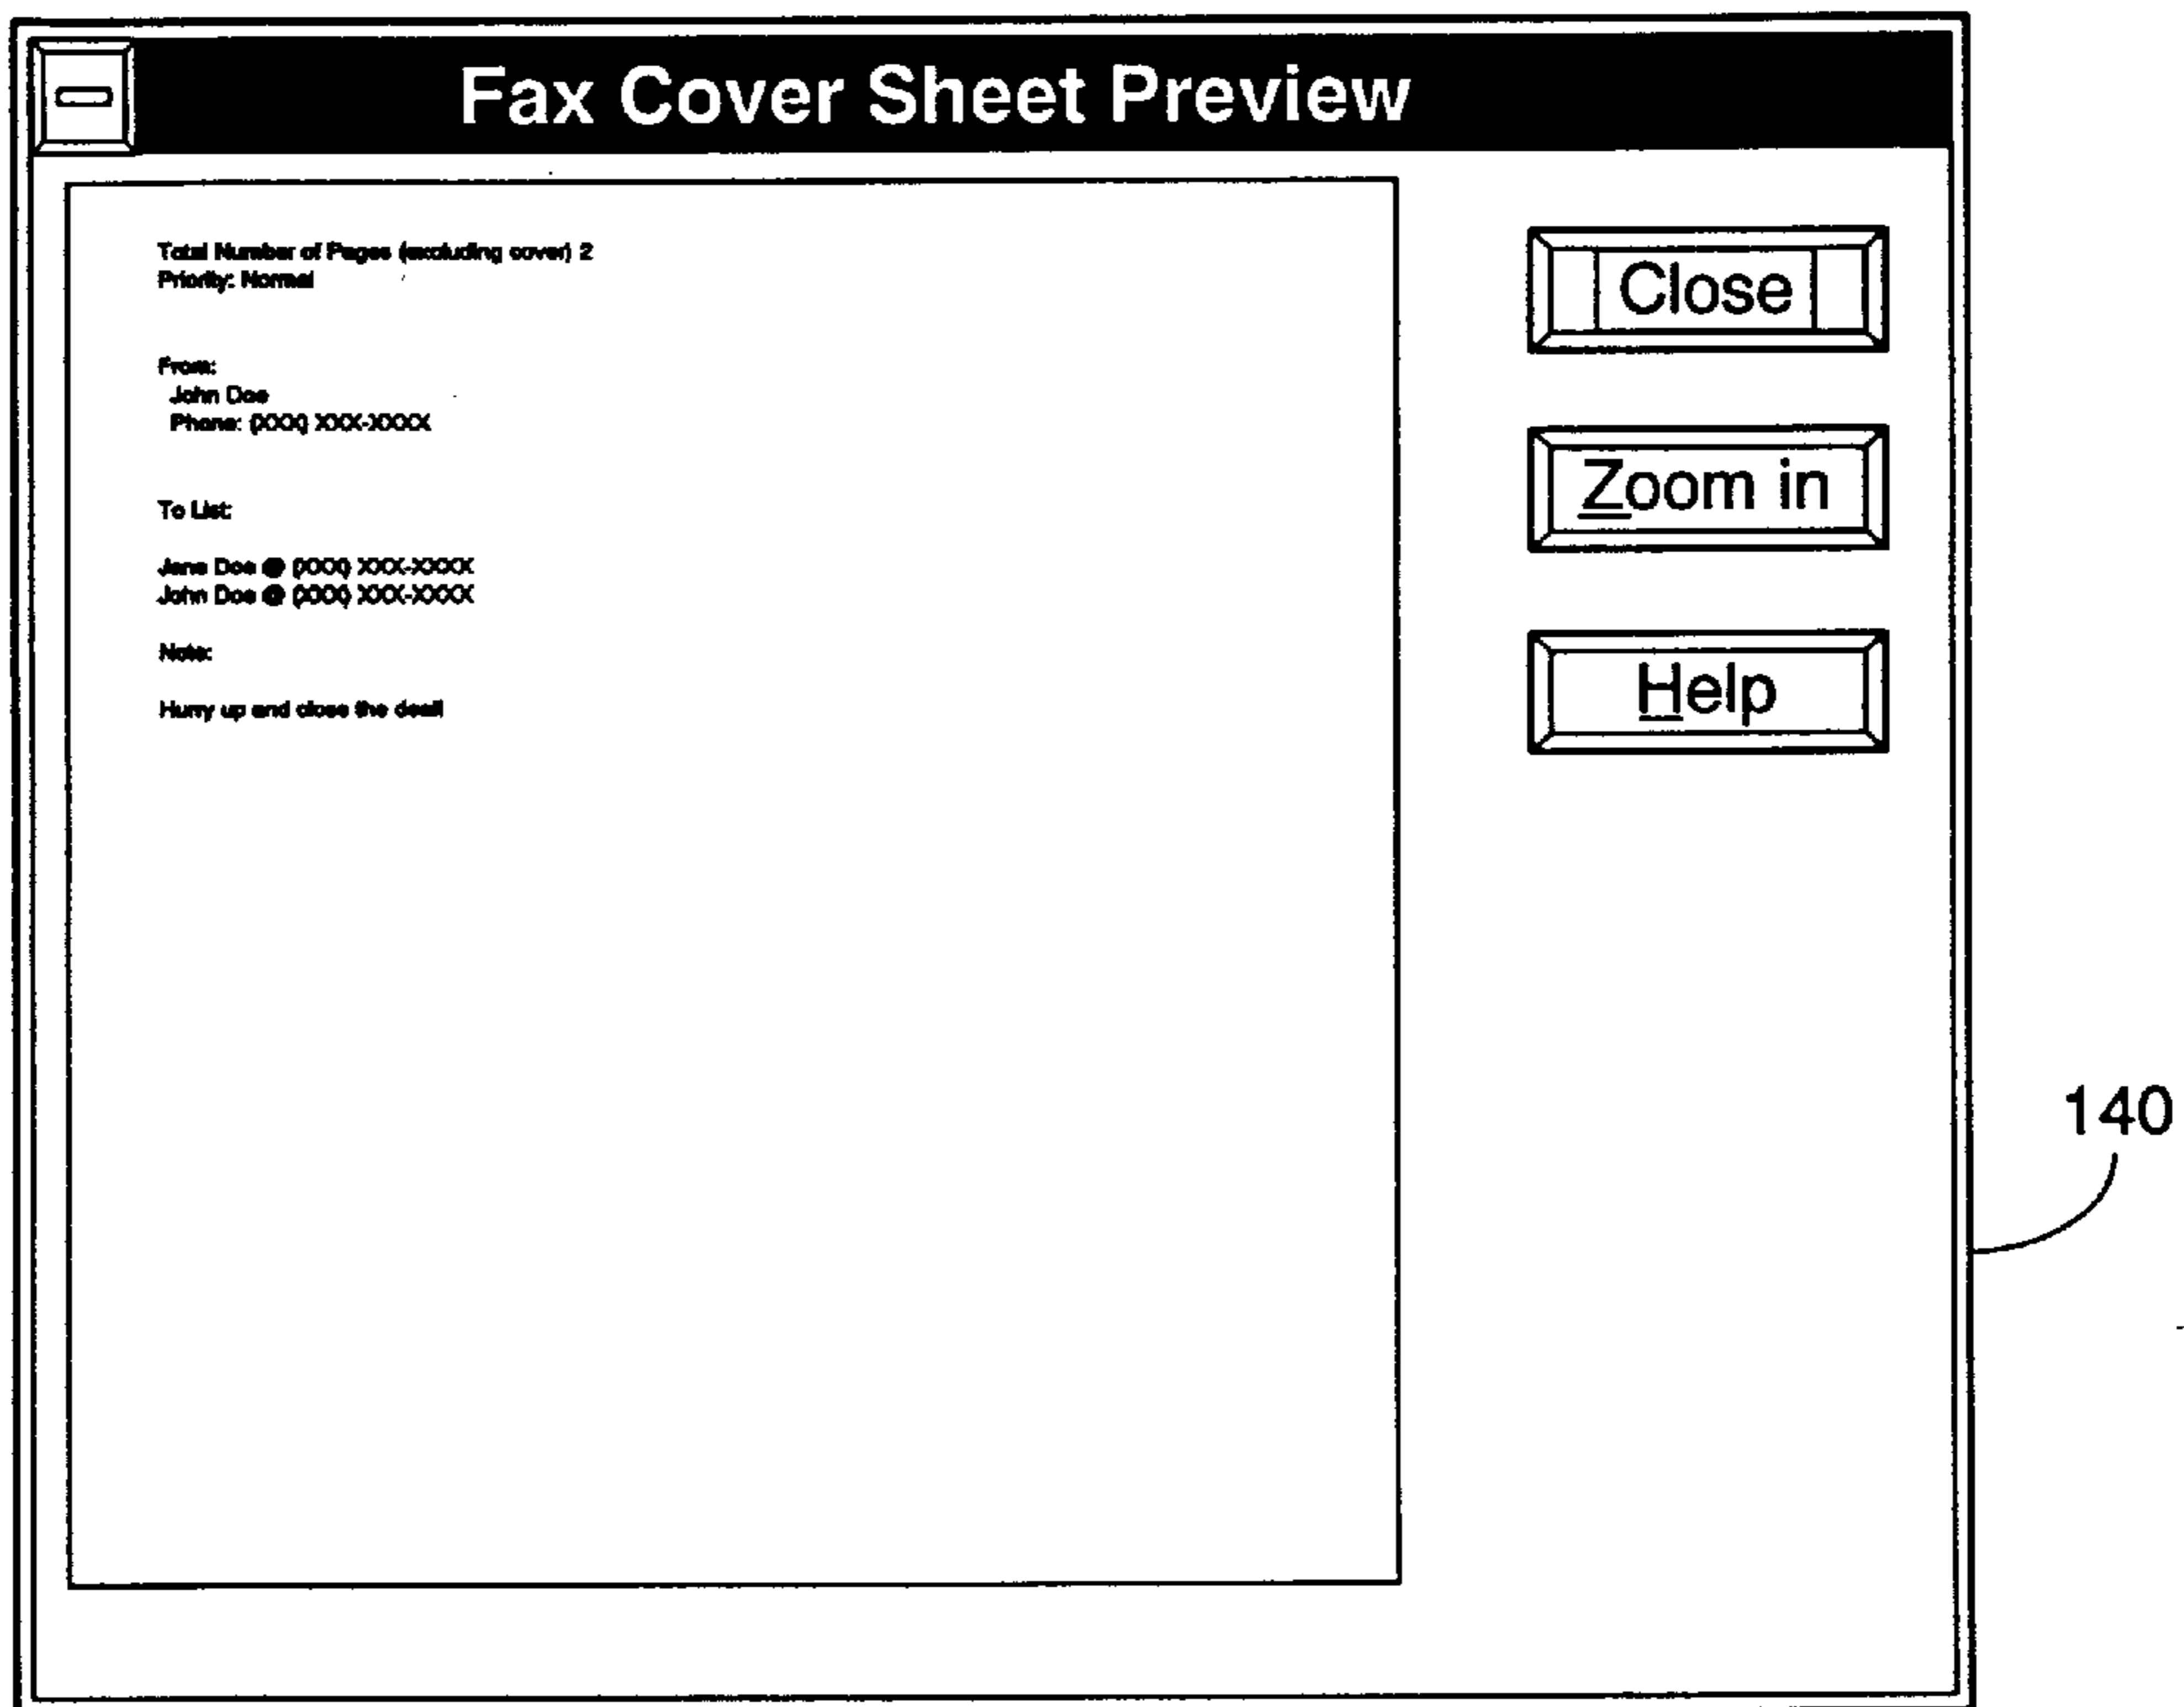 Fax Cover Sheet Preview
Total Number of Pages (excluding cover) 2
Priority: Normal
From:
John Doe
Phone: (XXX) XXX-XXXX
To List:
Jane Doe @ (XXX) XXX-XXXX
John Doe @ (XXX) XXX-XXXX
Note:
Hurry up and close the deal!
Close
Zoom in
Help
140